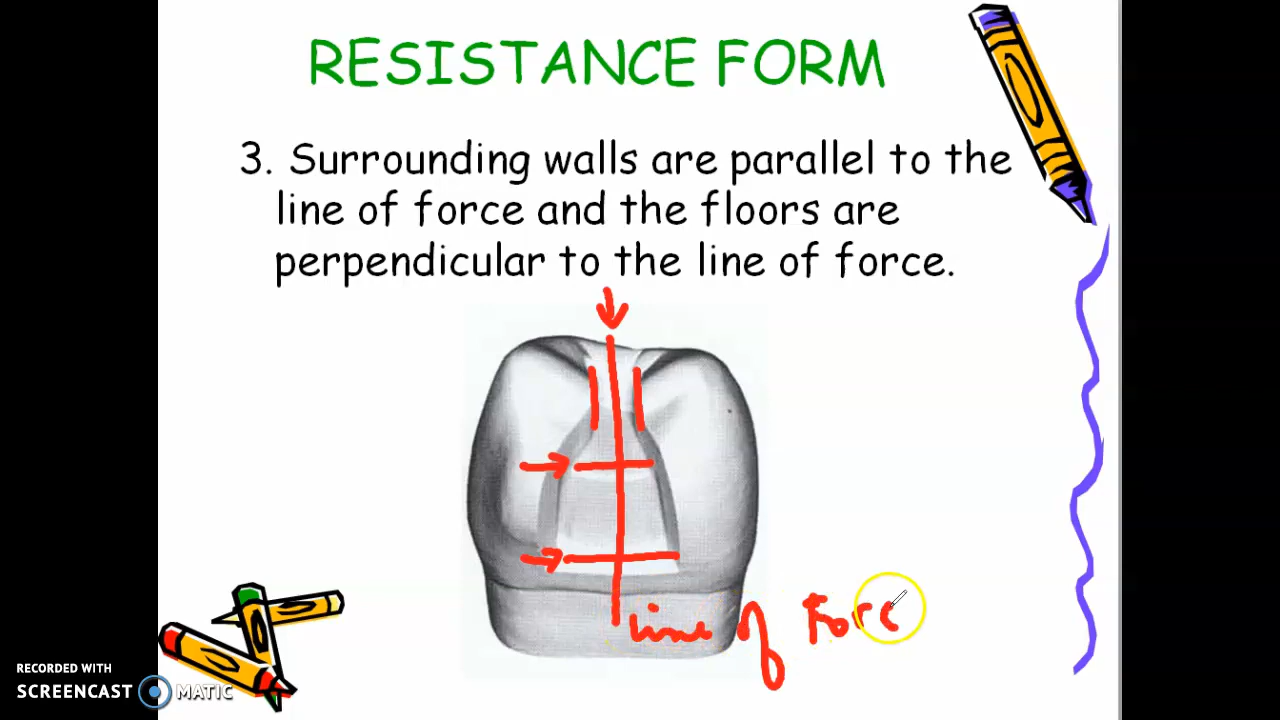 RESISTANCE FORM
3. Surrounding walls are parallel to the
line of force and the floors are
perpendicular to the line of force.
line of Forc
RECORDED WITH
SCREENCAST MATIC